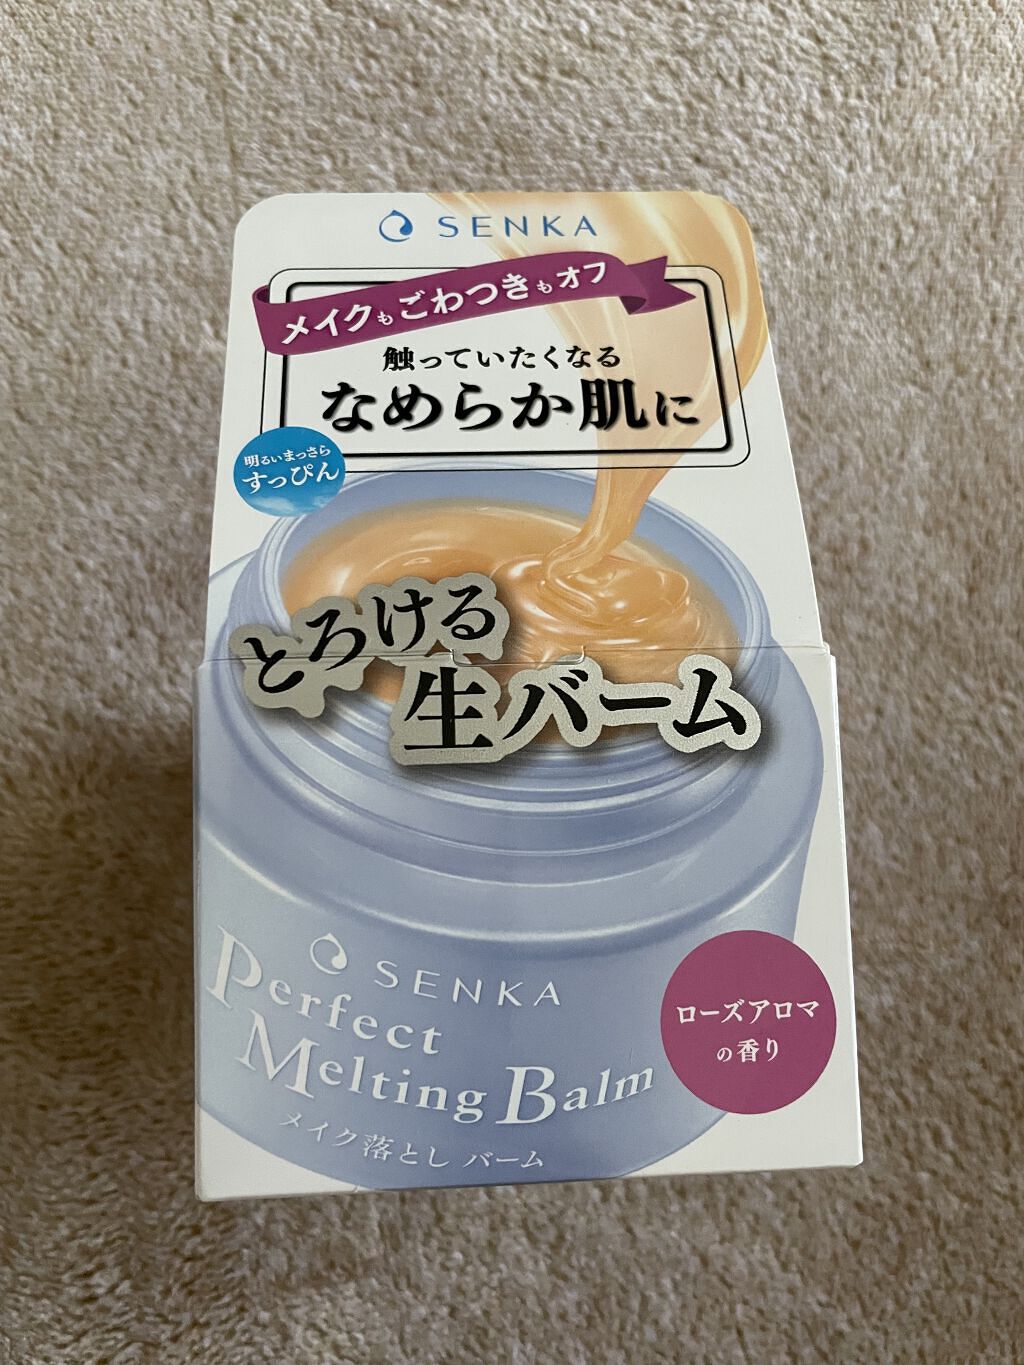 SENKA
メイクもごわつきもオフ
触っていたくなる
なめらか肌に
明るいまっさら
すっぴん
とろける
生バーム
SENKA
Perfect
Melting Balm
メイク落とし バーム
ローズアロマ
の香り